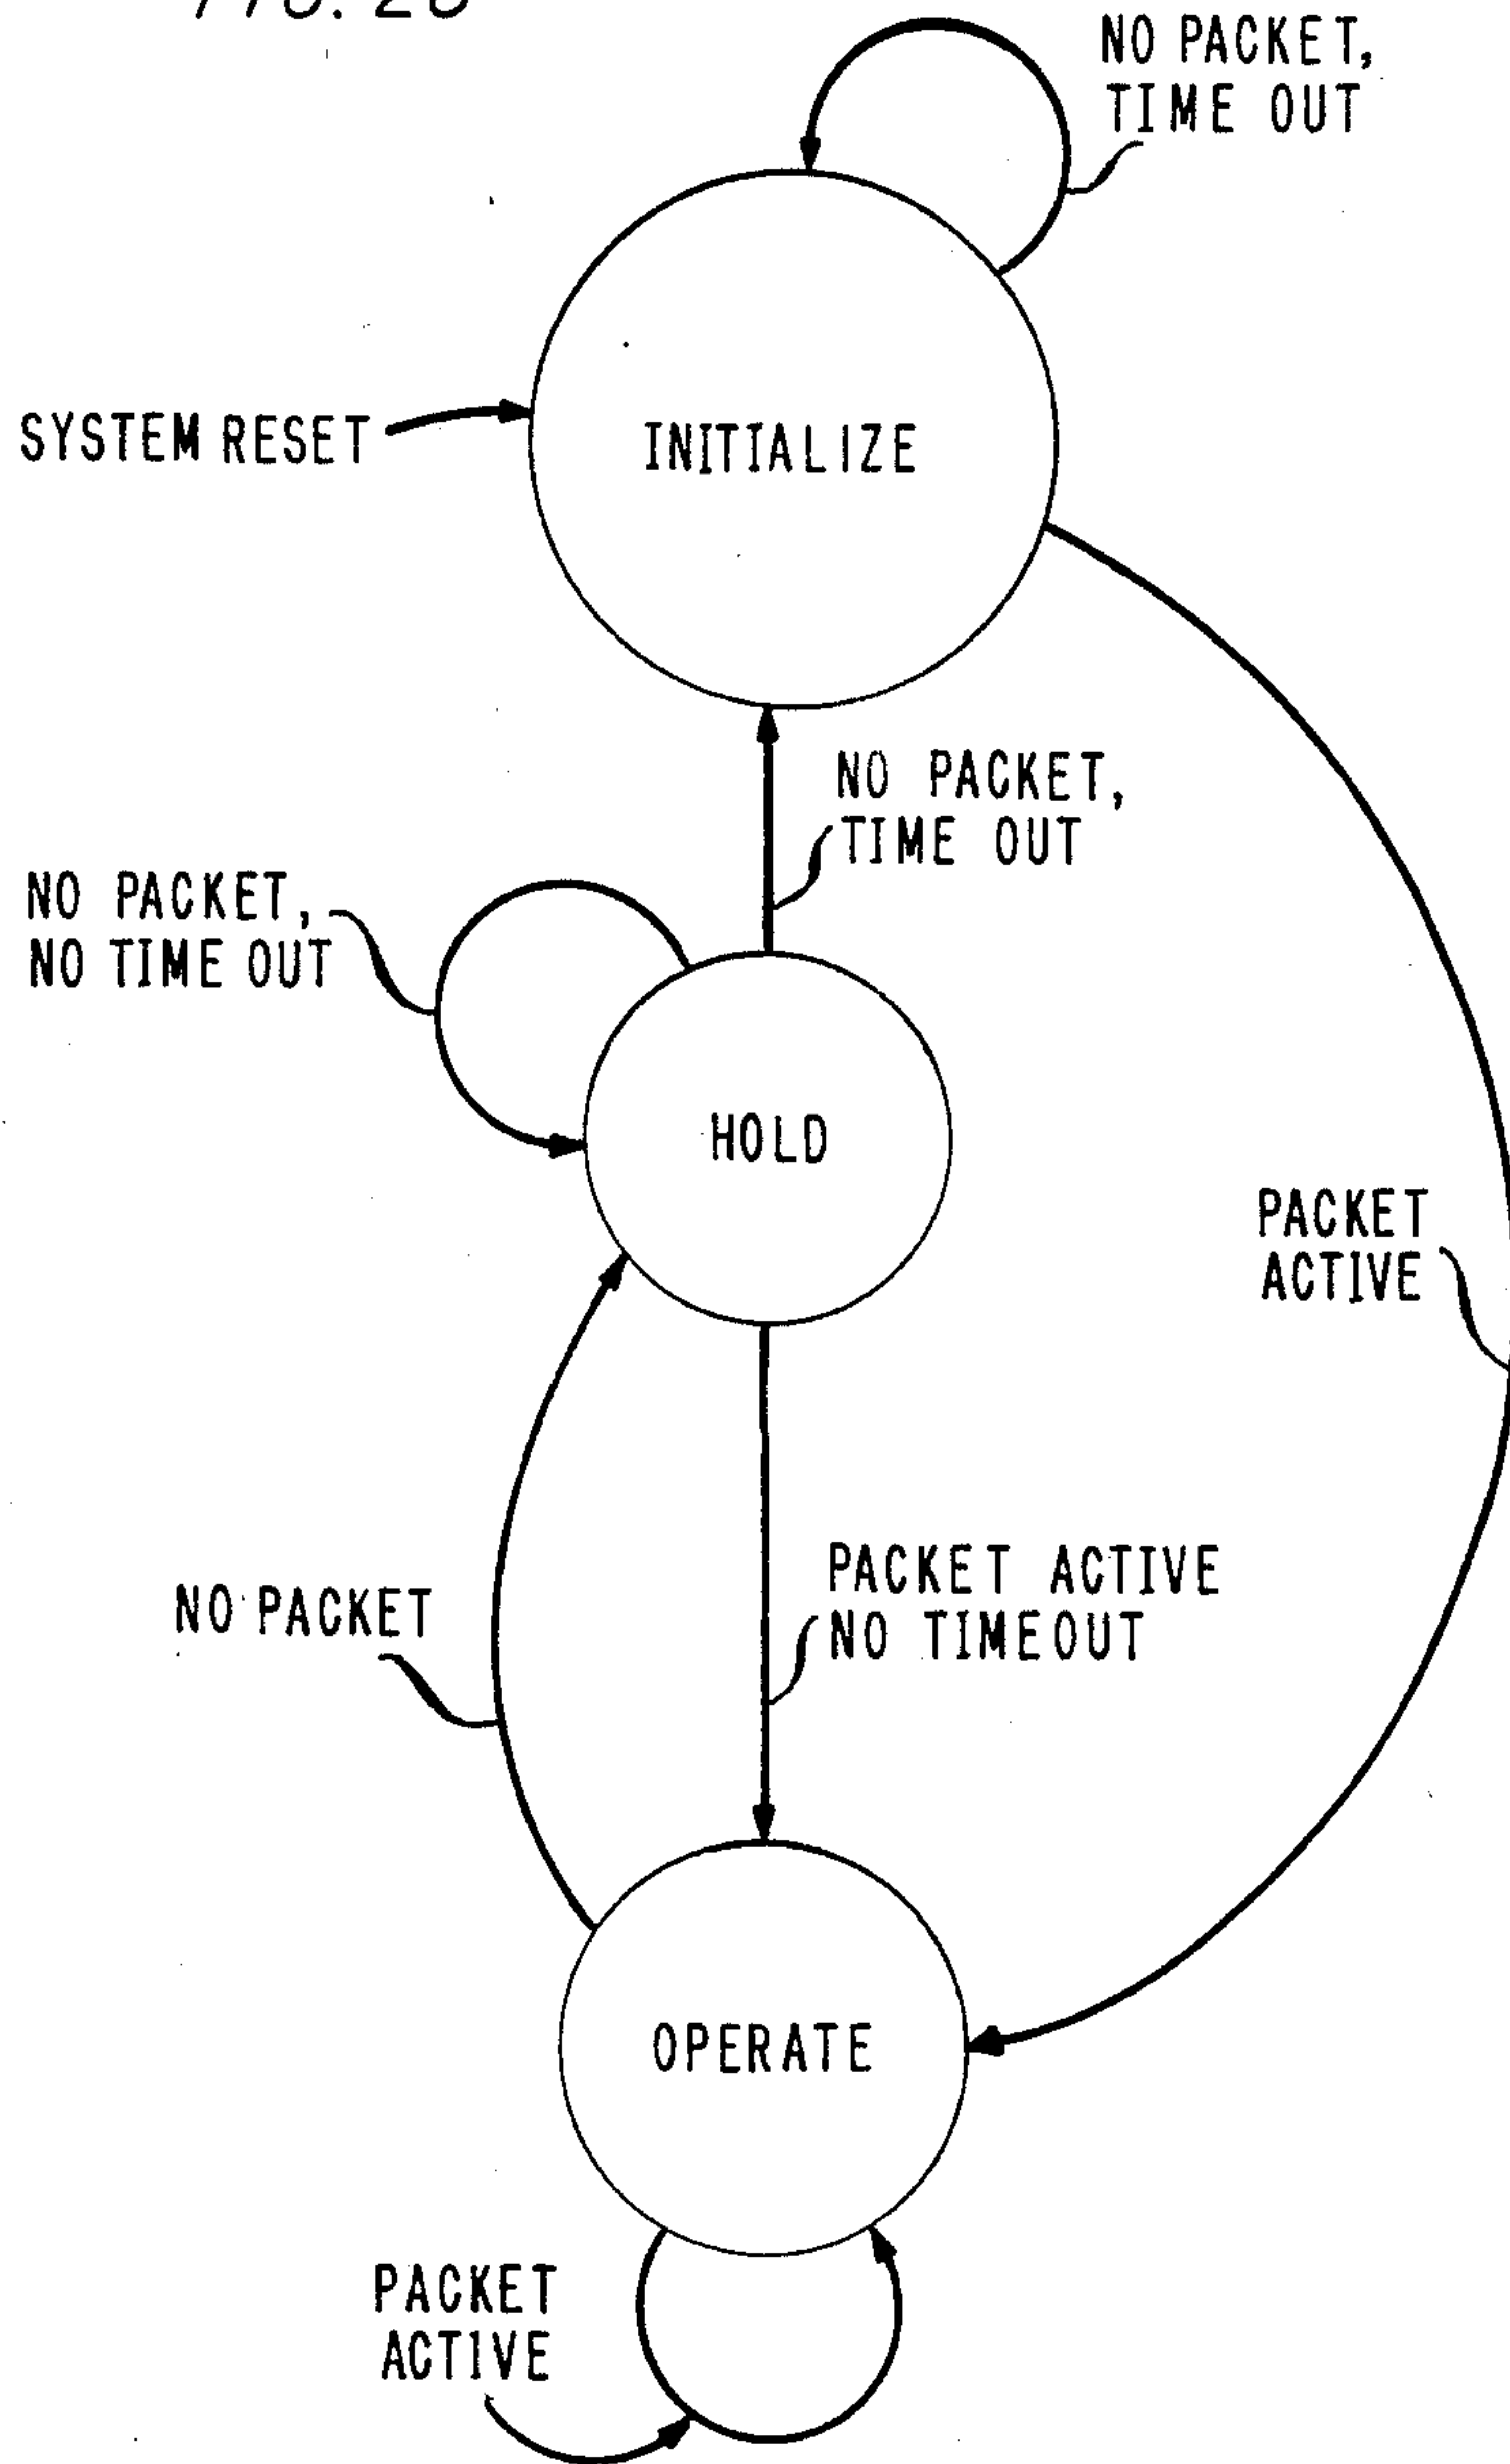 FIG.
NO PACKET,
TIME OUT
SYSTEM RESET
INITIALIZE
NO PACKET,
TIME OUT
NO PACKET,
NO TIME OUT
HOLD
PACKET
ACTIVE
PACKET ACTIVE
NO TIMEOUT
NO PACKET
OPERATE
PACKET
ACTIVE